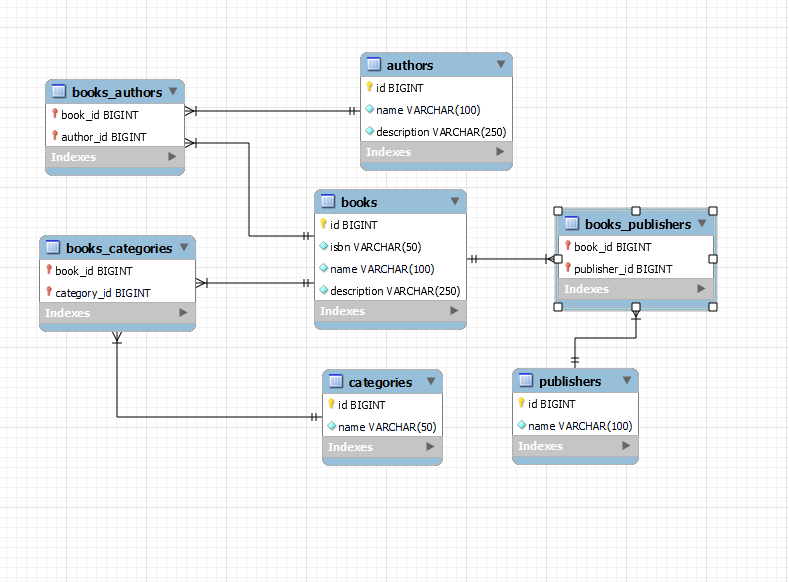 authors
id BIGINT
name VARCHAR(100)
description VARCHAR(250)
Indexes
books_authors
book_id BIGINT
author_id BIGINT
Indexes
books
id BIGINT
isbn VARCHAR(50)
name VARCHAR(100)
description VARCHAR(250)
Indexes
books_publishers
book_id BIGINT
publisher_id BIGINT
Indexes
books_categories
book_id BIGINT
category_id BIGINT
Indexes
categories
id BIGINT
name VARCHAR(50)
Indexes
publishers
id BIGINT
name VARCHAR(100)
Indexes